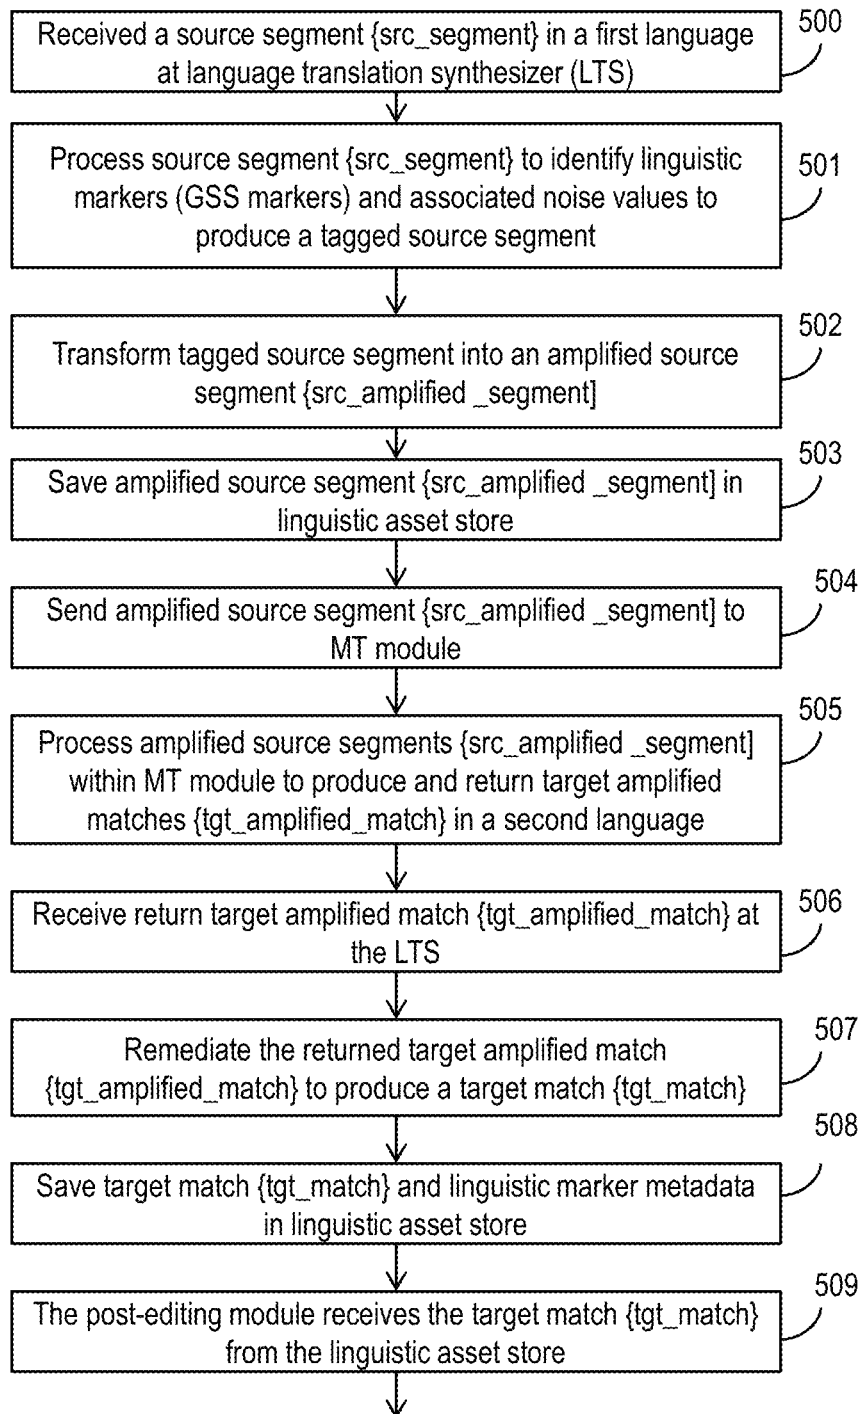 500
Received a source segment {src_segment} in a first language
at language translation synthesizer (LTS)
501
Process source segment {src_segment} to identify linguistic
markers (GSS markers) and associated noise values to
produce a tagged source segment
502
Transform tagged source segment into an amplified source
segment {src_amplified _segment]
503
Save amplified source segment {src_amplified _segment] in
linguistic asset store
504
Send amplified source segment {src_amplified _segment] to
MT module
505
Process amplified source segments {src_amplified _segment]
within MT module to produce and return target amplified
matches {tgt_amplified_match} in a second language
506
Receive return target amplified match {tgt_amplified_match} at
the LTS
507
Remediate the returned target amplified match
{tgt_amplified_match} to produce a target match {tgt_match}
508
Save target match {tgt_match} and linguistic marker metadata
in linguistic asset store
509
The post-editing module receives the target match {tgt_match}
from the linguistic asset store